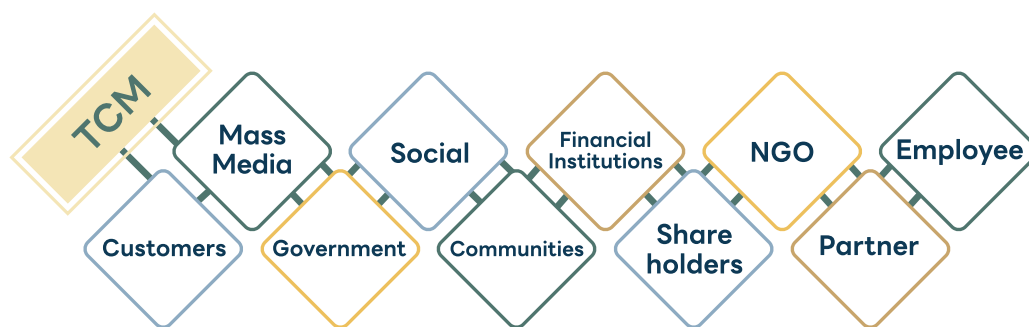 TCM
Mass
Media
Social
Financial
Institutions
NGO
Employee
Customers
Government
Communities
Share
holders
Partner